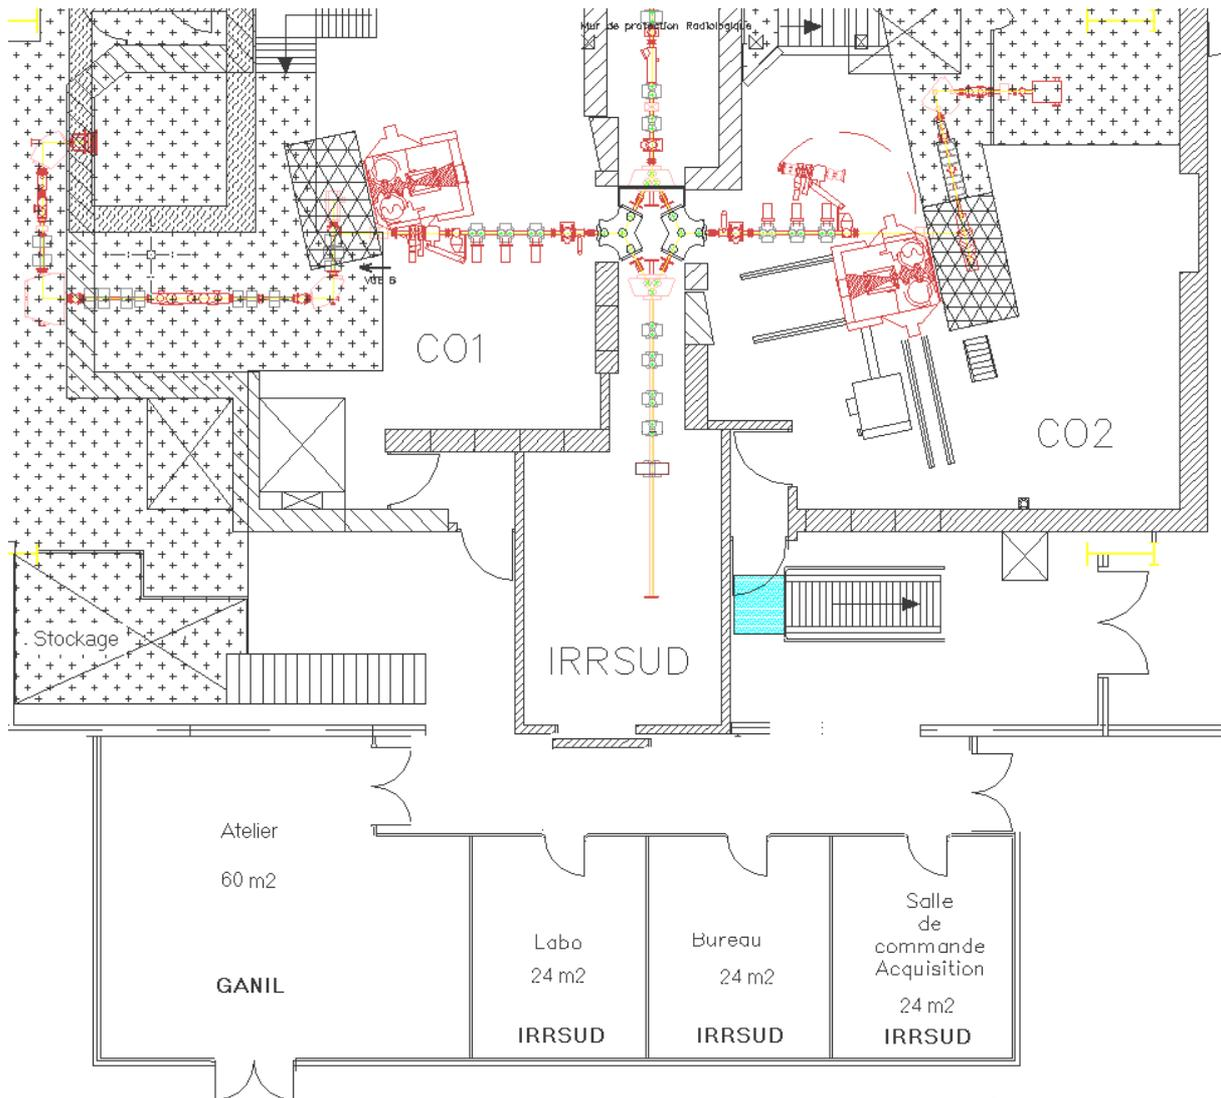 Mur de protection Radiologique
VUE B
CO1
CO2
Stockage
IRRSUD
Atelier
60 m2
GANIL
Labo
24 m2
IRRSUD
Bureau
24 m2
IRRSUD
Salle
de
commande
Acquisition
24 m2
IRRSUD